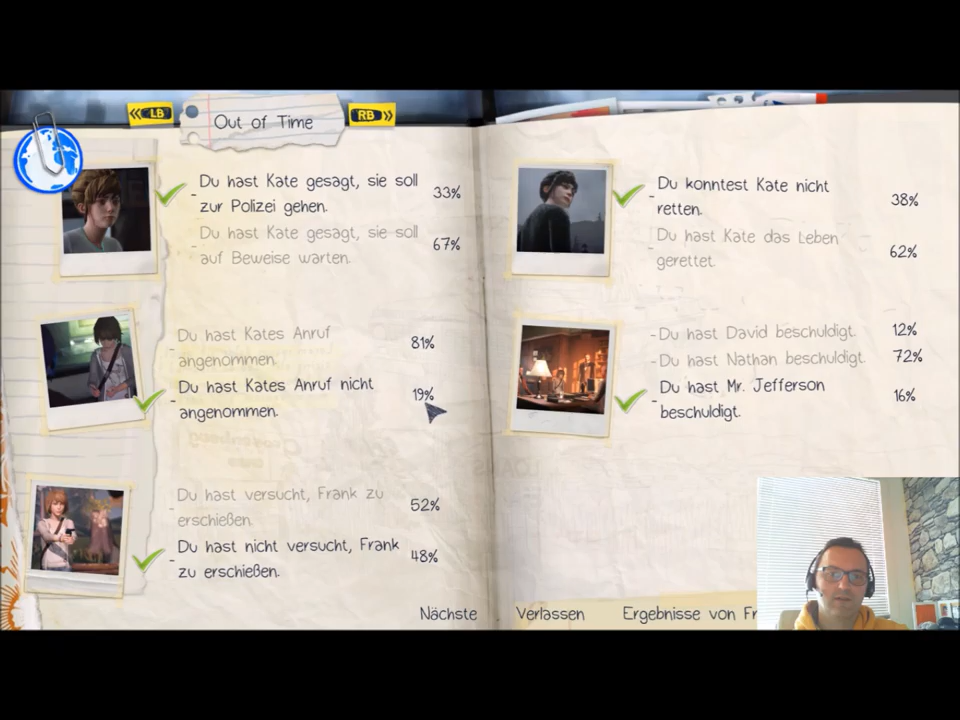 LB
Out of Time
RB
Du hast Kate gesagt, sie soll
zur Polizei gehen.
33%
Du hast Kate gesagt, sie soll
auf Beweise warten.
67%
Du hast Kates Anruf
angenommen.
81%
Du hast Kates Anruf nicht
angenommen.
19%
Du hast versucht, Frank zu
erschießen.
52%
Du hast nicht versucht, Frank
zu erschießen.
48%
Du konntest Kate nicht
retten.
38%
Du hast Kate das Leben
gerettet.
62%
Du hast David beschuldigt.
12%
Du hast Nathan beschuldigt.
72%
Du hast Mr. Jefferson
beschuldigt.
16%
Nächste
Verlassen
Ergebnisse von Fr